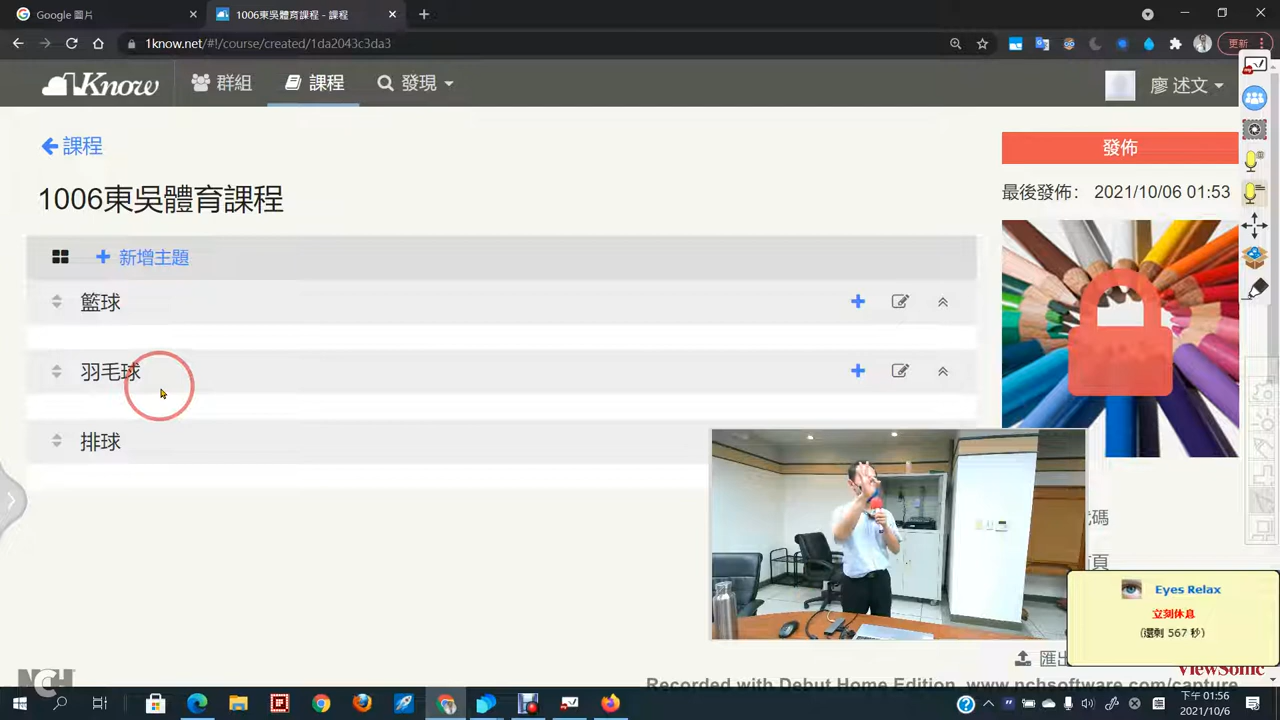 Google 圖片
1006東吳體育課程 - 課程
1know.net/#!/course/created/1da2043c3da3
更新
1Know
群組
課程
發現
廖 述文
課程
發佈
1006東吳體育課程
最後發佈： 2021/10/06 01:53
新增主題
籃球
羽毛球
排球
碼
頁
Eyes Relax
立刻休息
(還剩 567 秒)
匯出
ViewSonic
NCH
Recorded with Debut Home Edition. www.nchsoftware.com/capture
下午 01:56
2021/10/6